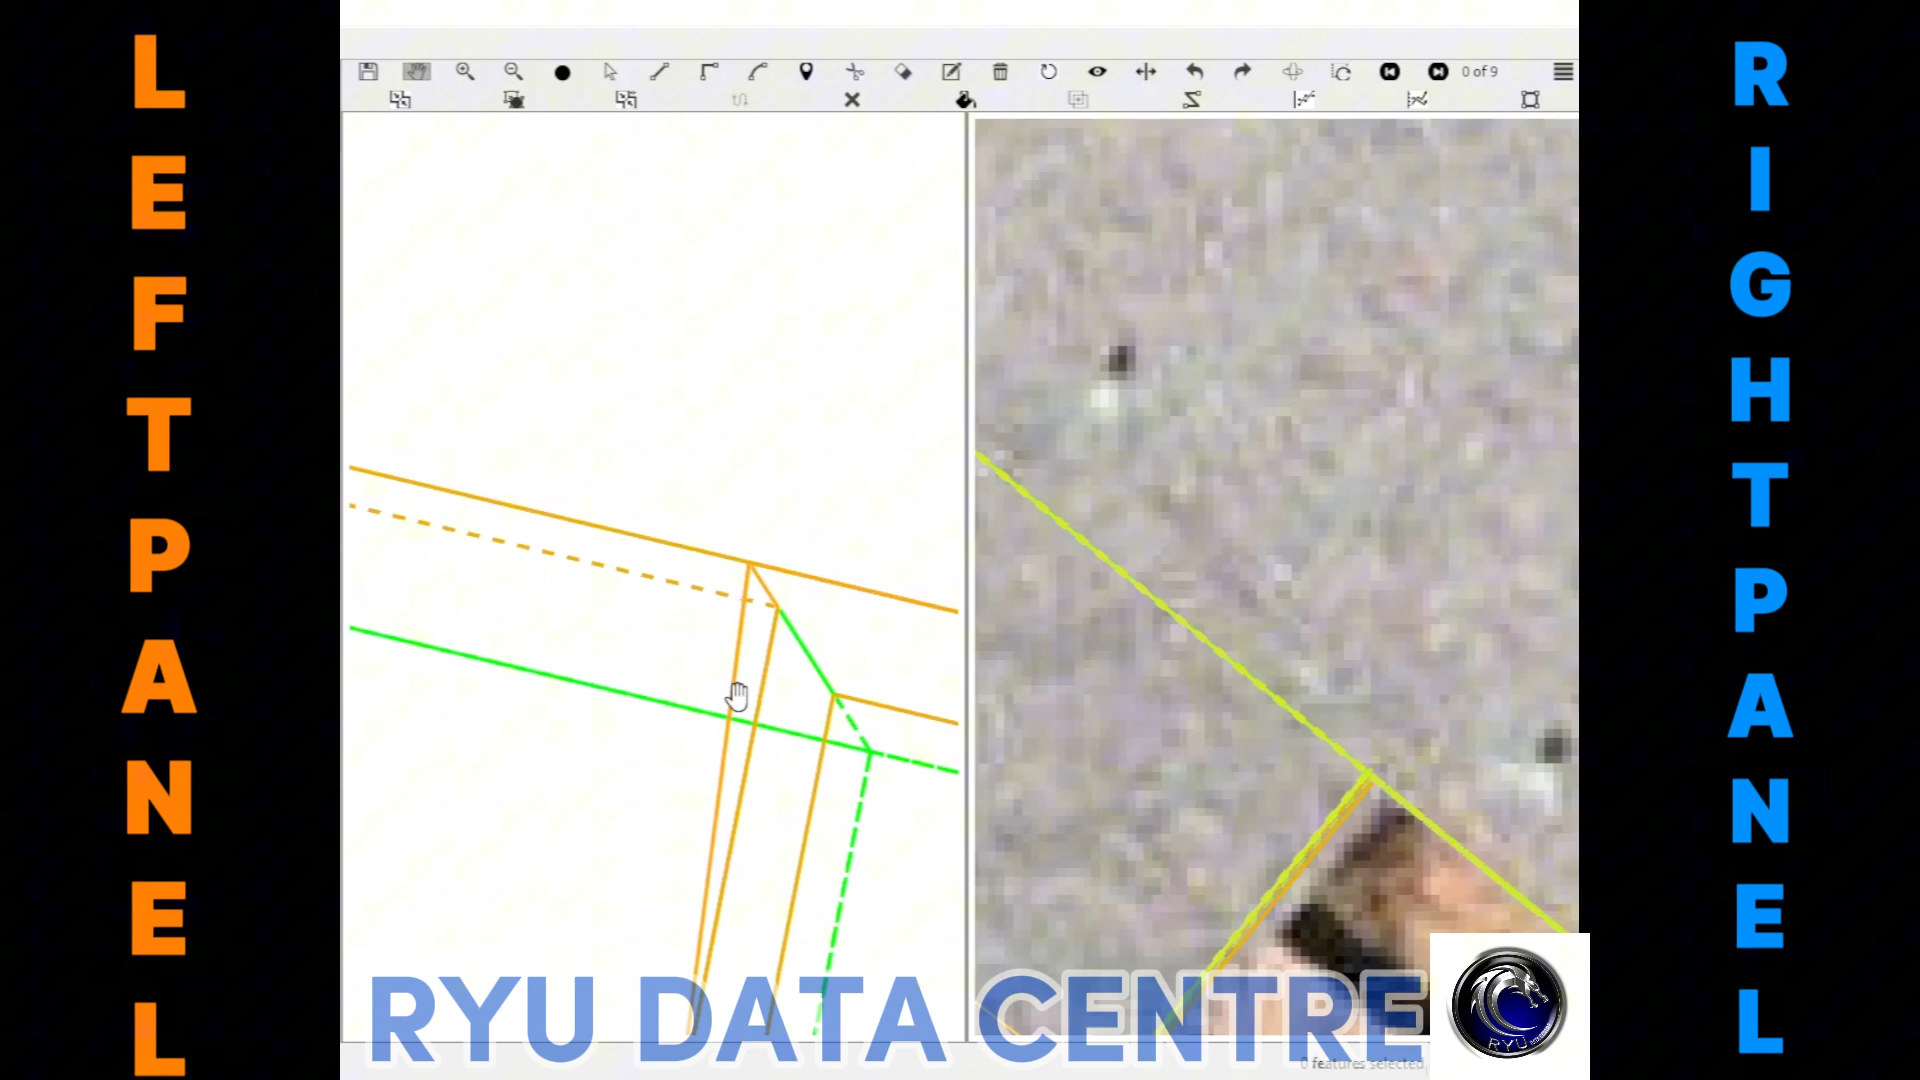 LEFT PANEL
0 of 9
RIGHT PANEL
RYU DATA CENTRE
RYU
0 features selected